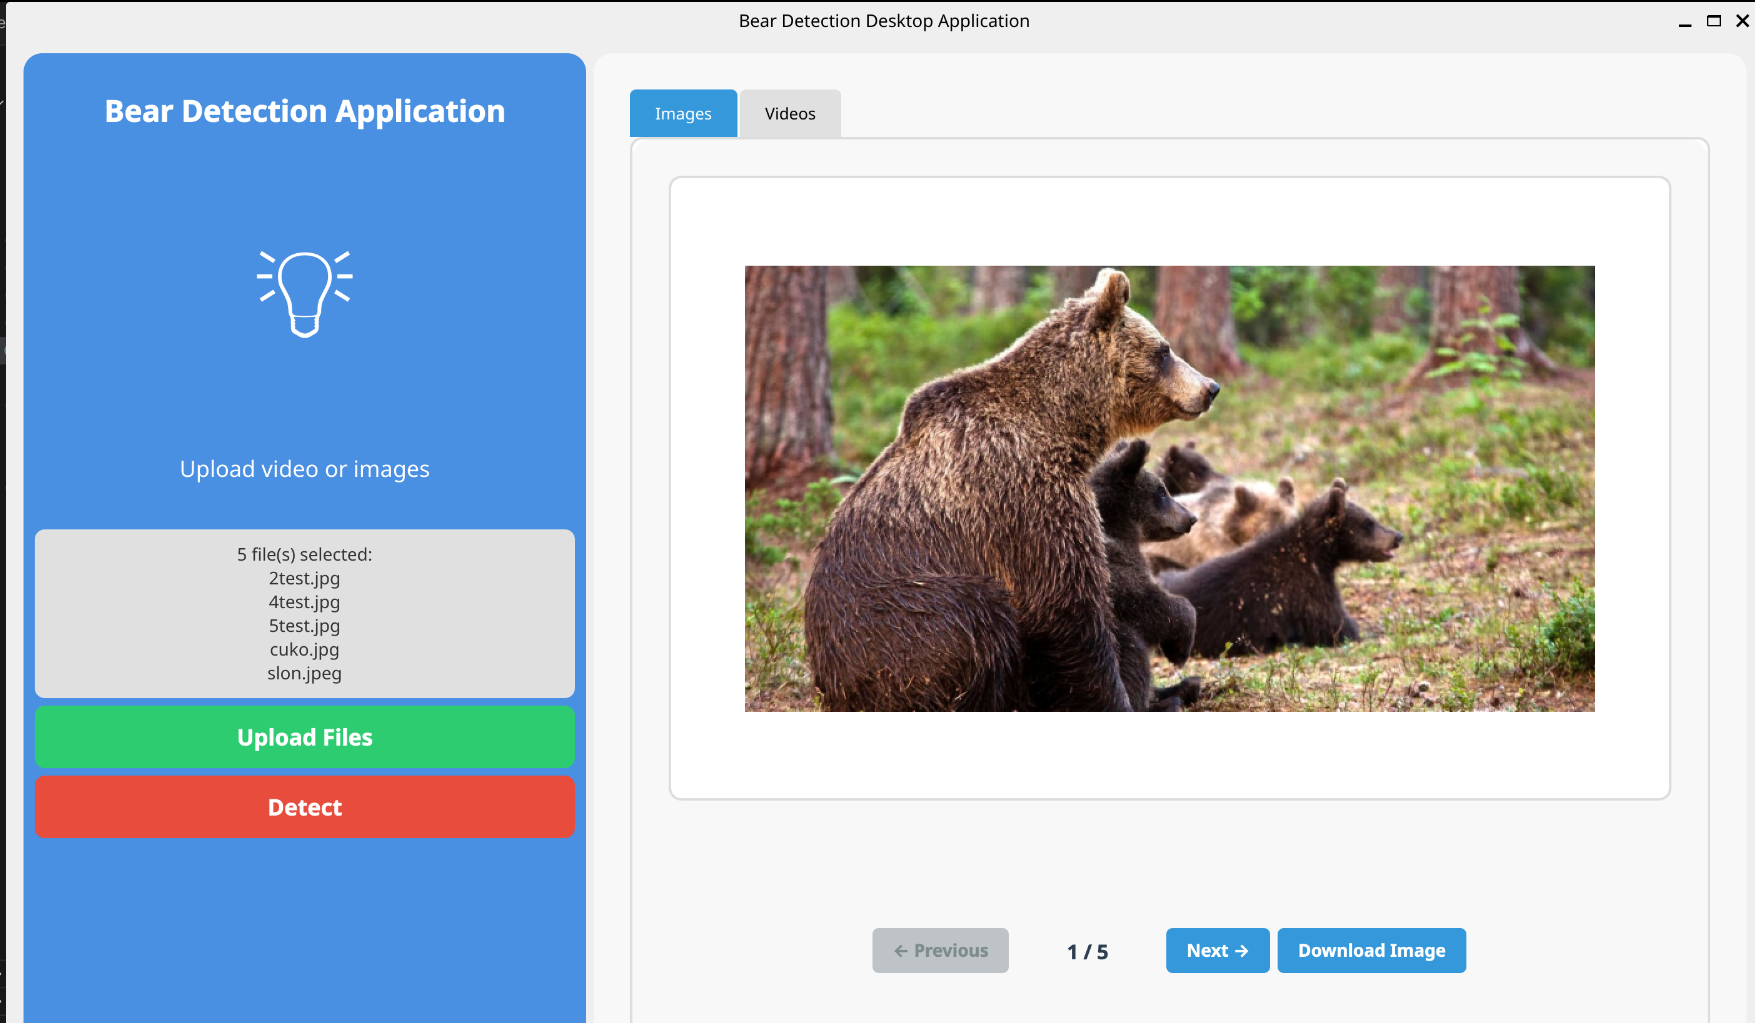 Bear Detection Desktop Application
Bear Detection Application
Upload video or images
5 file(s) selected:
2test.jpg
4test.jpg
5test.jpg
cuko.jpg
slon.jpeg
Upload Files
Detect
Images
Videos
← Previous
1 / 5
Next →
Download Image